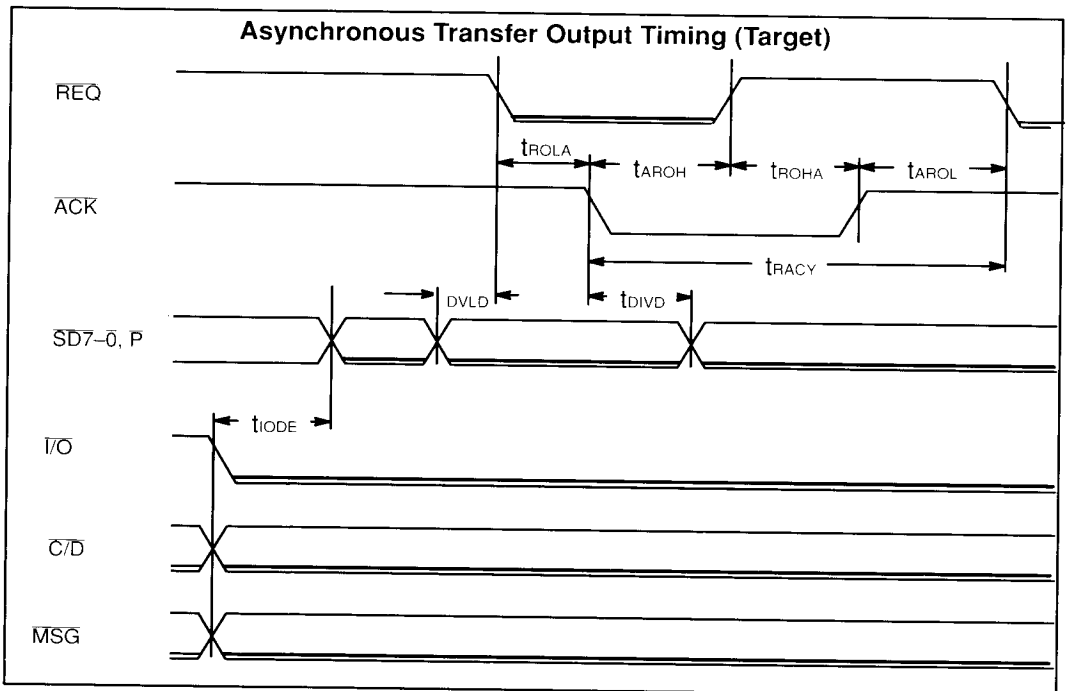 Asynchronous Transfer Output Timing (Target)
REQ
tROLA
tAROH
tROHA
tAROL
ACK
tRACY
DVLD
tDIVD
SD7–0, P
tIODE
I/O
C/D
MSG